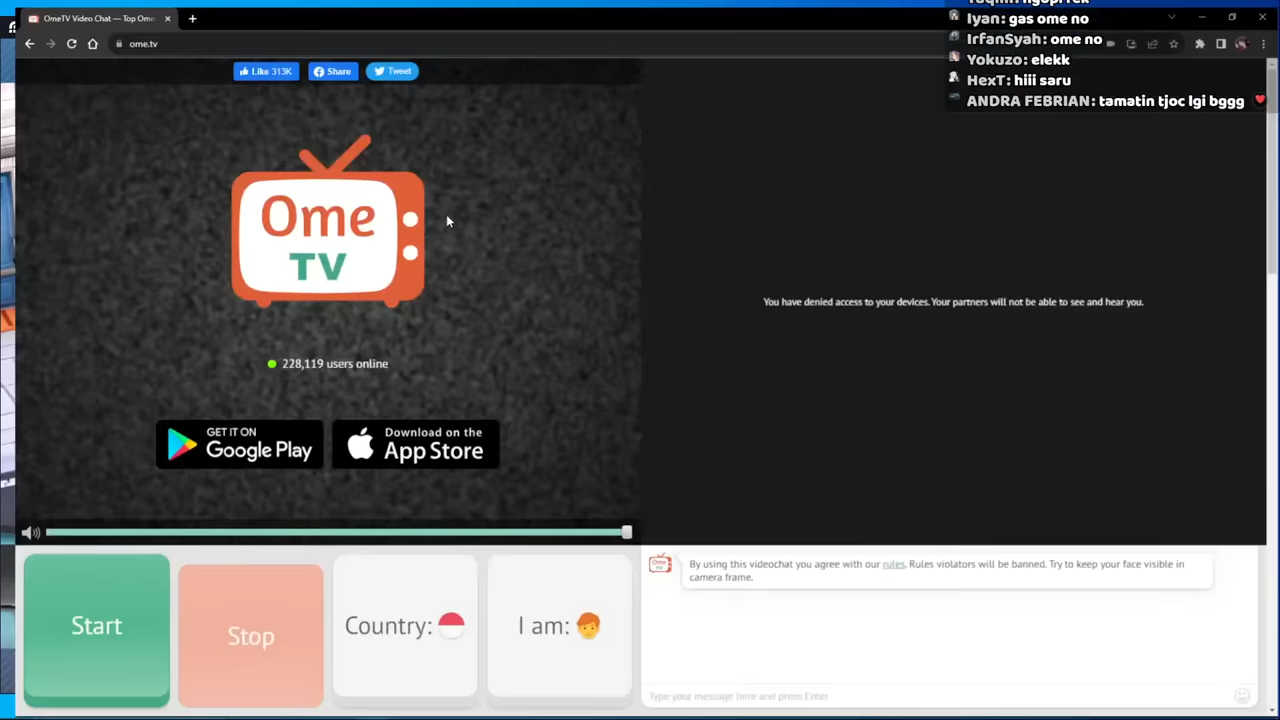 OmeTV Video Chat — Top Ome
ome.tv
Iyan: gas ome no
IrfanSyah: ome no
Yokuzo: elekk
HexT: hiii saru
ANDRA FEBRIAN: tamatin tjoc lgi bggg
Like 313K
Share
Tweet
Ome
TV
228,119 users online
GET IT ON
Google Play
Download on the
App Store
You have denied access to your devices. Your partners will not be able to see and hear you.
Start
Stop
Country:
I am:
By using this videochat you agree with our rules. Rules violators will be banned. Try to keep your face visible in
camera frame.
Type your message here and press Enter